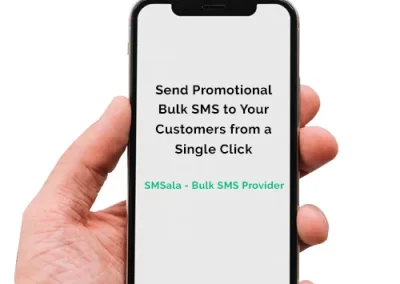 Send Promotional
Bulk SMS to Your
Customers from a
Single Click
SMSala - Bulk SMS Provider